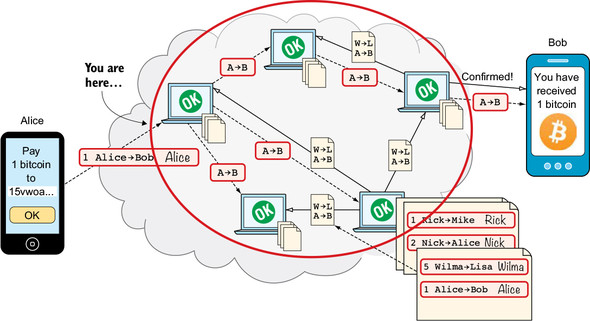 Alice
Pay
1 bitcoin
to
15vwoa...
OK
You are
here...
1 Alice→Bob Alice
OK
A→B
OK
W→L
A→B
A→B
OK
Confirmed!
A→B
Bob
You have
received
1 bitcoin
A→B
A→B
W→L
A→B
W→L
A→B
OK
W→L
A→B
OK
1 Rick→Mike Rick
2 Nick→Alice Nick
5 Wilma→Lisa Wilma
1 Alice→Bob Alice